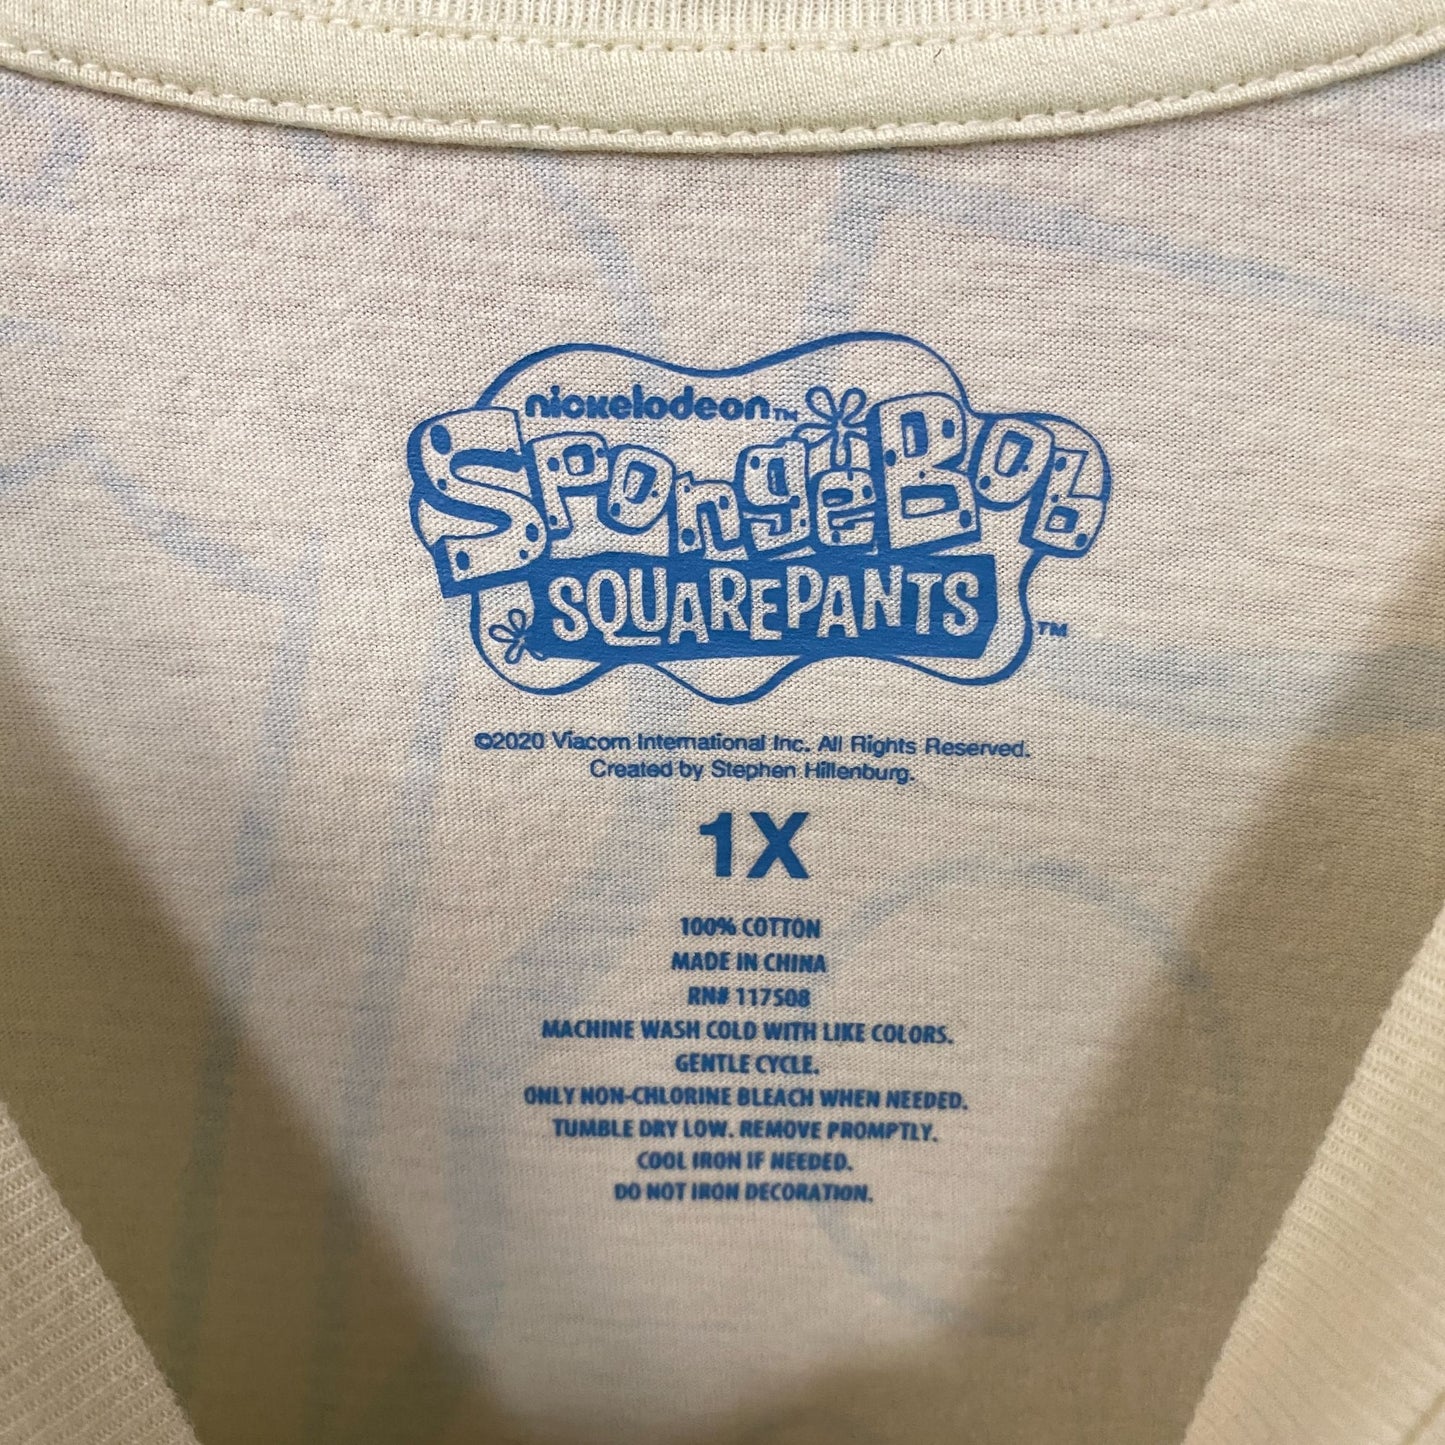 nickelodeon™
SpongeBob
SQUAREPANTS ™
©2020 Viacom International Inc. All Rights Reserved.
Created by Stephen Hillenburg.
1X
100% COTTON
MADE IN CHINA
RN# 117508
MACHINE WASH COLD WITH LIKE COLORS.
GENTLE CYCLE.
ONLY NON-CHLORINE BLEACH WHEN NEEDED.
TUMBLE DRY LOW. REMOVE PROMPTLY.
COOL IRON IF NEEDED.
DO NOT IRON DECORATION.